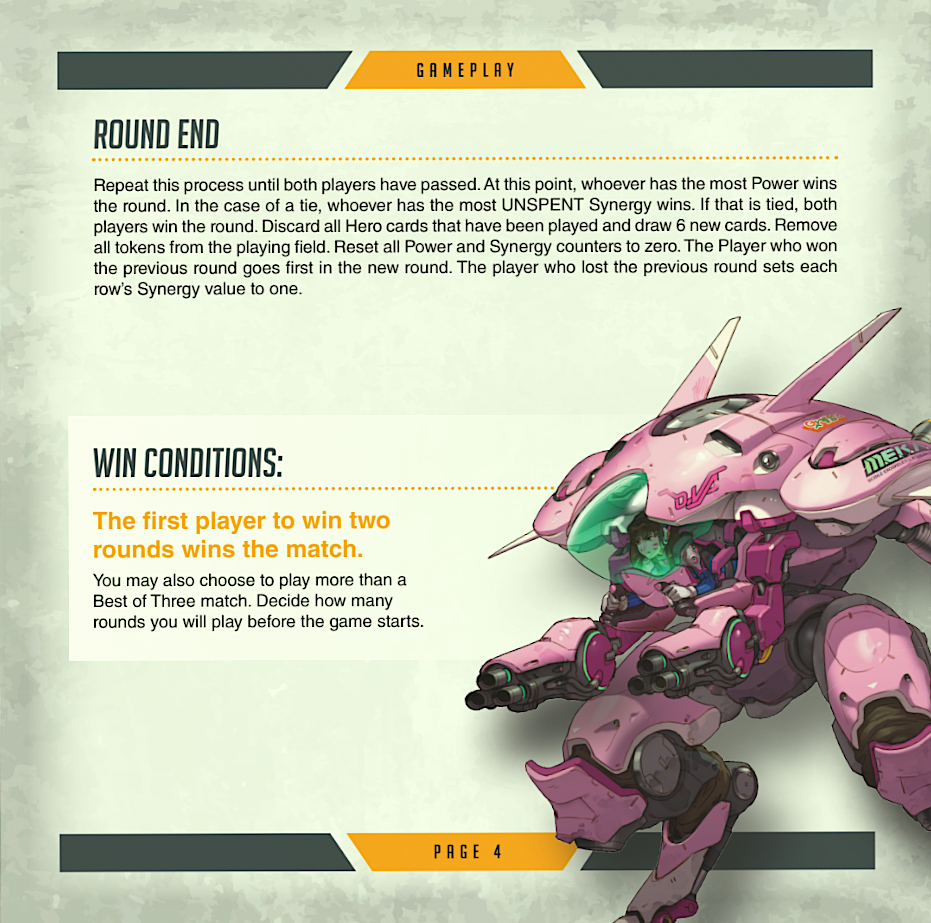 GAMEPLAY
ROUND END
Repeat this process until both players have passed. At this point, whoever has the most Power wins
the round. In the case of a tie, whoever has the most UNSPENT Synergy wins. If that is tied, both
players win the round. Discard all Hero cards that have been played and draw 6 new cards. Remove
all tokens from the playing field. Reset all Power and Synergy counters to zero. The Player who won
the previous round goes first in the new round. The player who lost the previous round sets each
row's Synergy value to one.
WIN CONDITIONS:
The first player to win two
rounds wins the match.
You may also choose to play more than a
Best of Three match. Decide how many
rounds you will play before the game starts.
D.VA
MEKA
PAGE 4